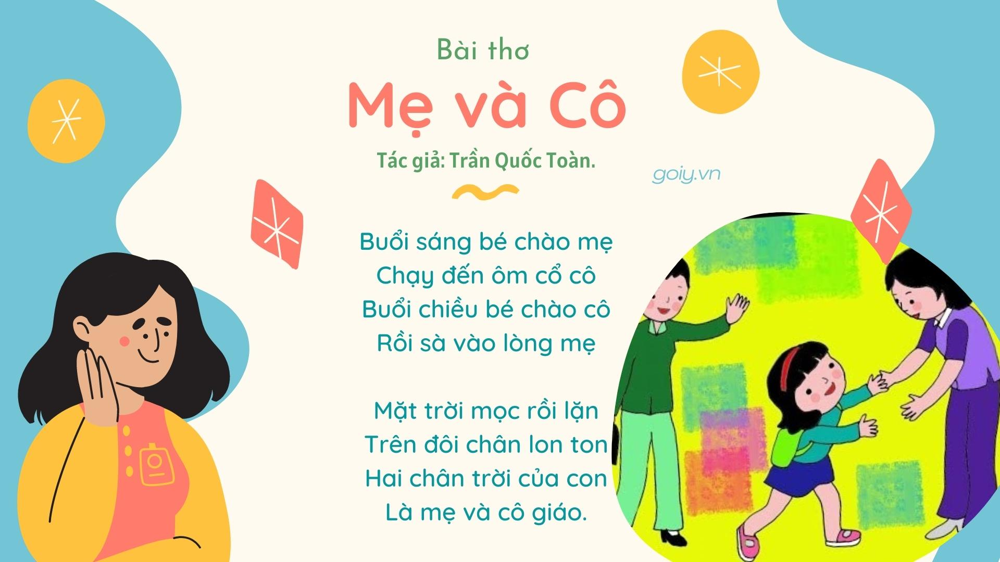 Bài thơ
Mẹ và Cô
Tác giả: Trần Quốc Toàn.
goiy.vn
Buổi sáng bé chào mẹ
Chạy đến ôm cổ cô
Buổi chiều bé chào cô
Rồi sà vào lòng mẹ
Mặt trời mọc rồi lặn
Trên đôi chân lon ton
Hai chân trời của con
Là mẹ và cô giáo.